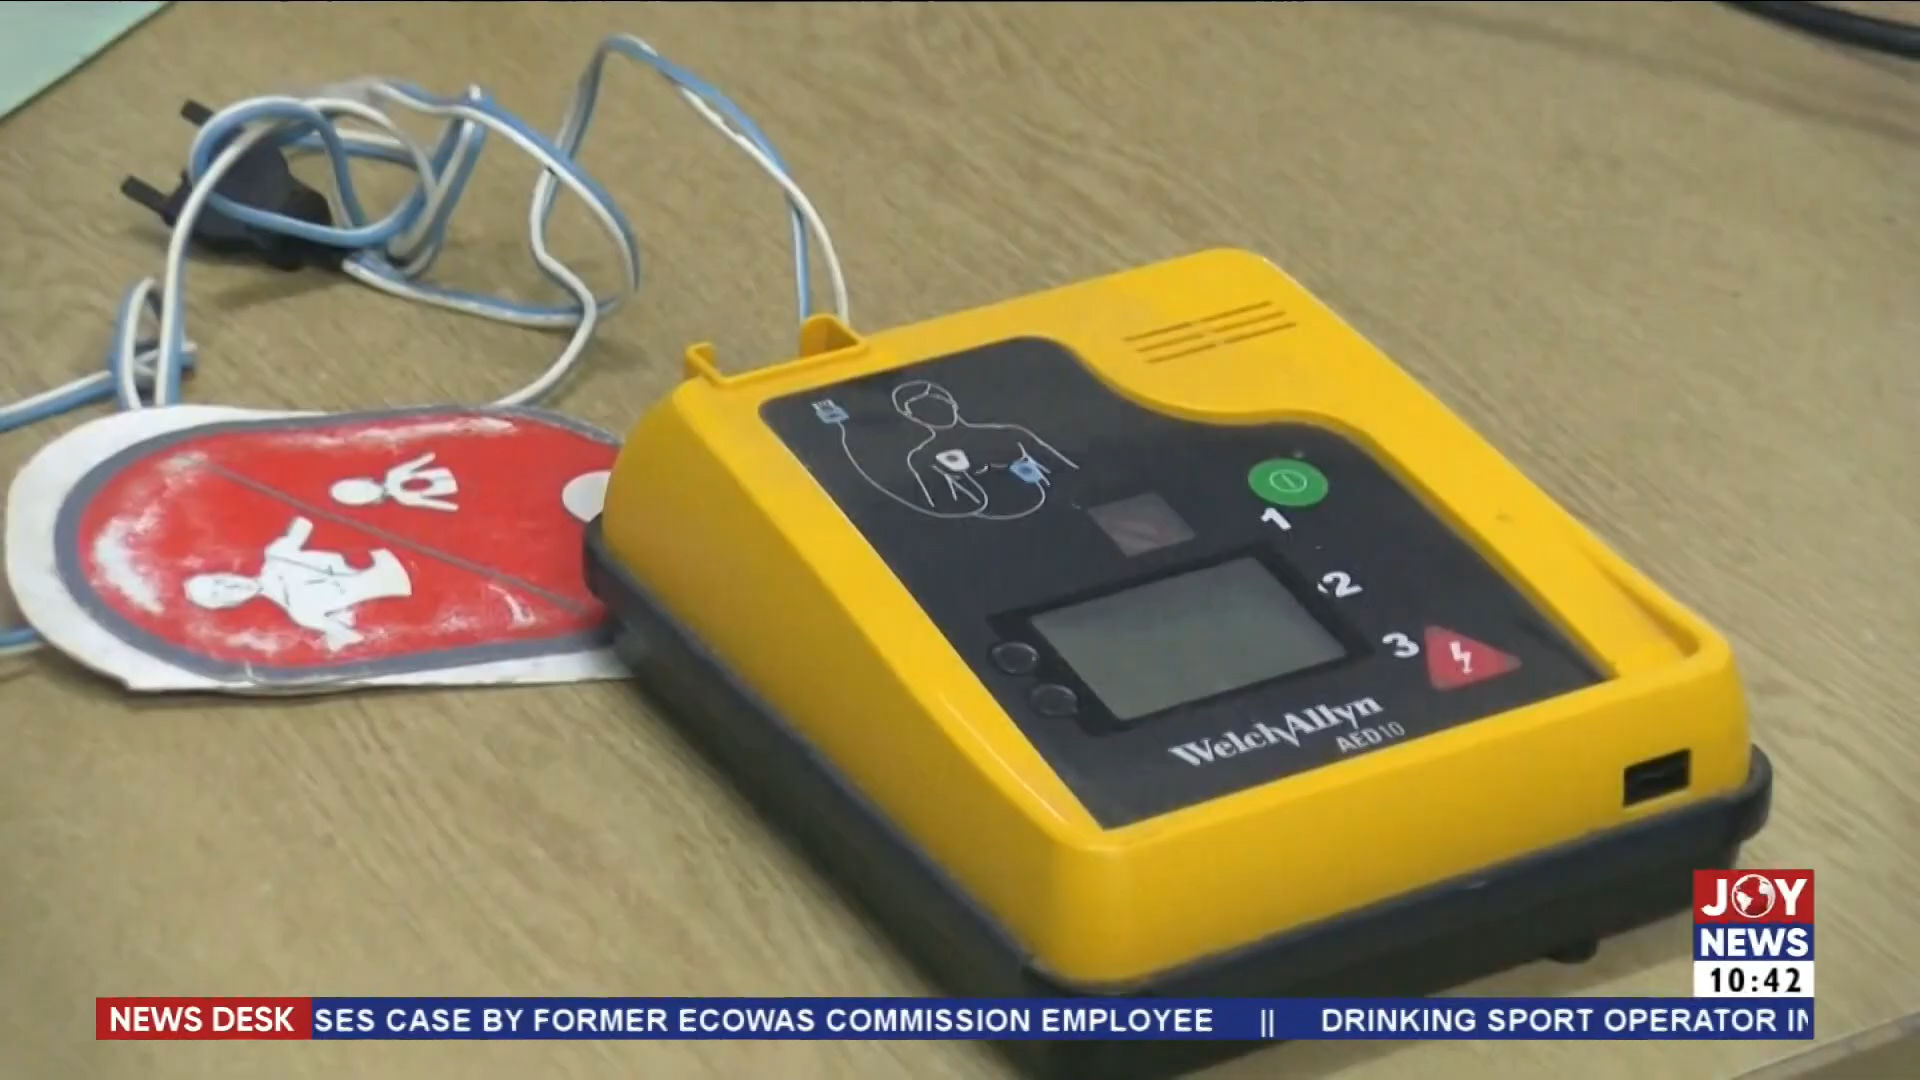 1
2
3
WelchAllyn
AED10
JOY
NEWS
10:42
NEWS DESK
SES CASE BY FORMER ECOWAS COMMISSION EMPLOYEE || DRINKING SPORT OPERATOR IN